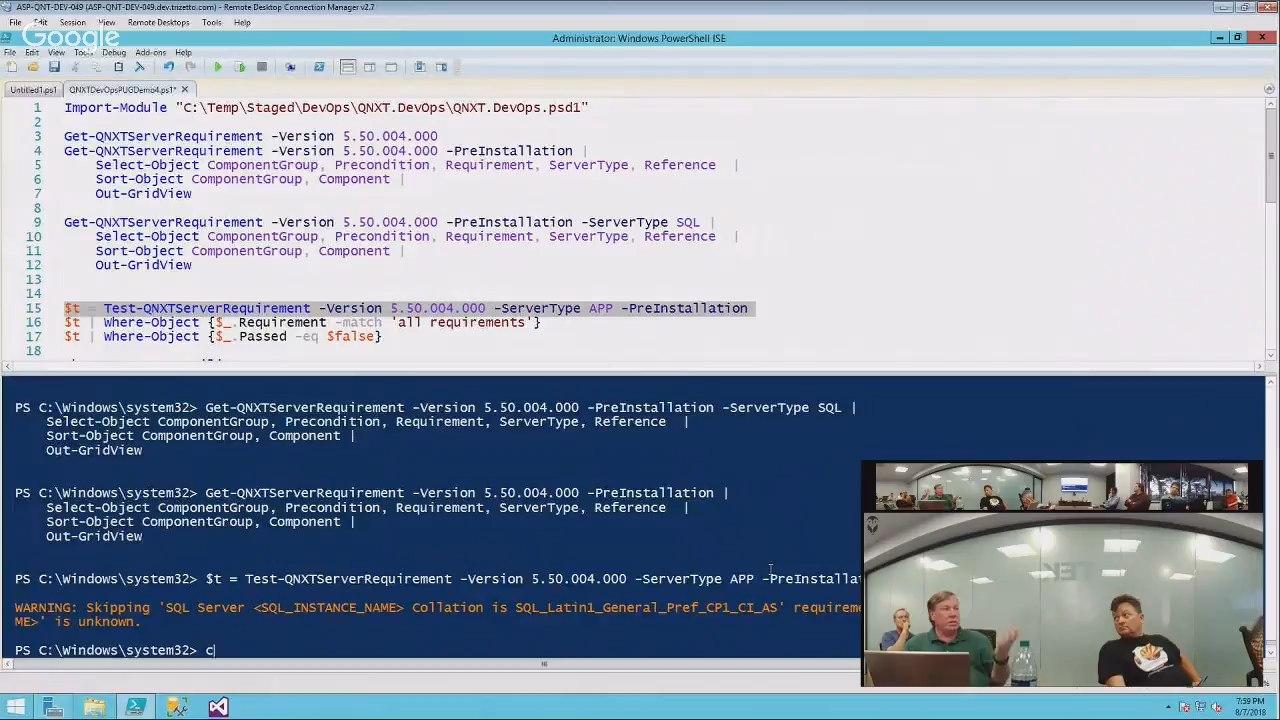 ASP-QNT-DEV-049 (ASP-QNT-DEV-049.dev.trizetto.com) - Remote Desktop Connection Manager v2.7
File Edit Session View Remote Desktops Tools Help
Google
Administrator: Windows PowerShell ISE
File Edit View Tools Debug Add-ons Help
Untitled1.ps1 QNXTDevOpsPUGDemo4.ps1*
1 Import-Module "C:\Temp\Staged\DevOps\QNXT.DevOps\QNXT.DevOps.psd1"
2
3 Get-QNXTServerRequirement -Version 5.50.004.000
4 Get-QNXTServerRequirement -Version 5.50.004.000 -PreInstallation |
5 Select-Object ComponentGroup, Precondition, Requirement, ServerType, Reference |
6 Sort-Object ComponentGroup, Component |
7 Out-GridView
8
9 Get-QNXTServerRequirement -Version 5.50.004.000 -PreInstallation -ServerType SQL |
10 Select-Object ComponentGroup, Precondition, Requirement, ServerType, Reference |
11 Sort-Object ComponentGroup, Component |
12 Out-GridView
13
14
15 $t = Test-QNXTServerRequirement -Version 5.50.004.000 -ServerType APP -PreInstallation
16 $t | Where-Object {$_.Requirement -match 'all requirements'}
17 $t | Where-Object {$_.Passed -eq $false}
18
PS C:\Windows\system32> Get-QNXTServerRequirement -Version 5.50.004.000 -PreInstallation -ServerType SQL |
Select-Object ComponentGroup, Precondition, Requirement, ServerType, Reference |
Sort-Object ComponentGroup, Component |
Out-GridView
PS C:\Windows\system32> Get-QNXTServerRequirement -Version 5.50.004.000 -PreInstallation |
Select-Object ComponentGroup, Precondition, Requirement, ServerType, Reference |
Sort-Object ComponentGroup, Component |
Out-GridView
PS C:\Windows\system32> $t = Test-QNXTServerRequirement -Version 5.50.004.000 -ServerType APP -PreInstalla
WARNING: Skipping 'SQL Server <SQL_INSTANCE_NAME> Collation is SQL_Latin1_General_Pref_CP1_CI_AS' requireme
ME>' is unknown.
PS C:\Windows\system32> c
7:59 PM
8/7/2018